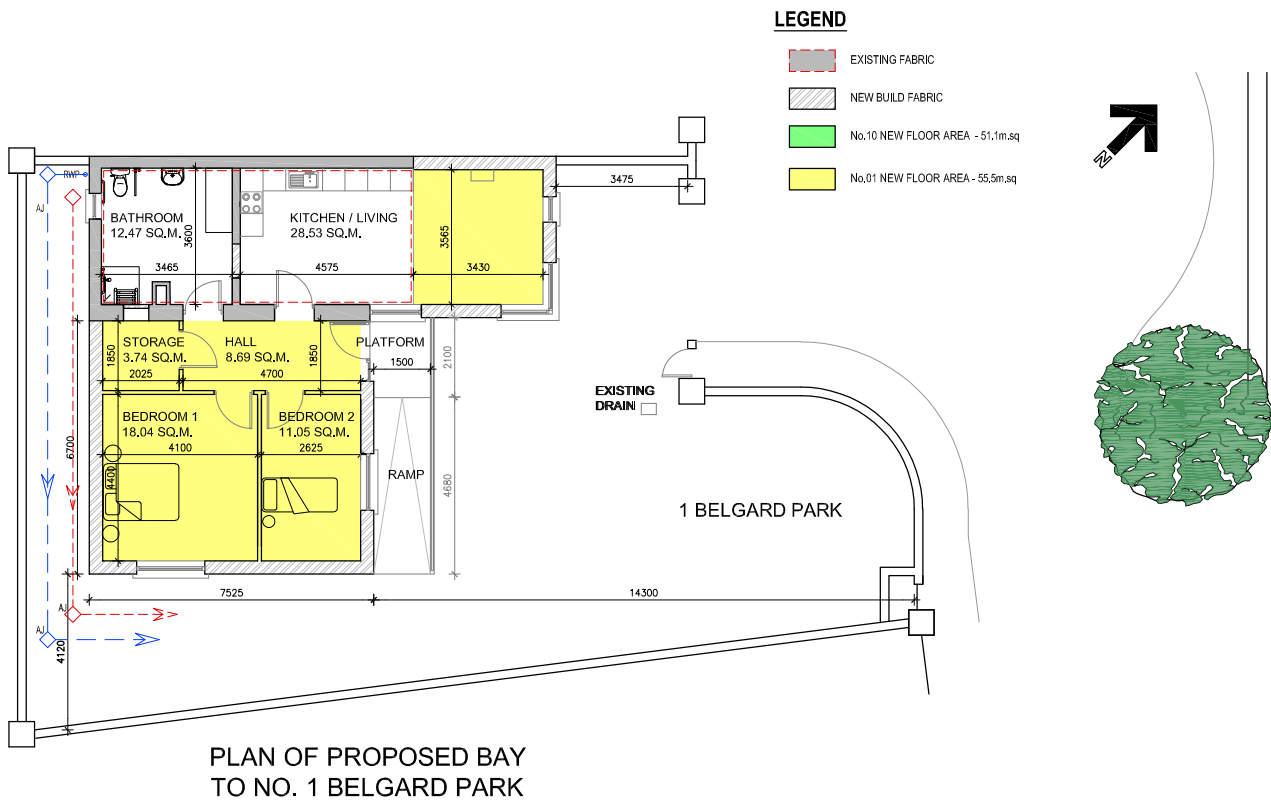 LEGEND
EXISTING FABRIC
NEW BUILD FABRIC
No.10 NEW FLOOR AREA - 51.1m.sq
No.01 NEW FLOOR AREA - 55.5m.sq
N
RWP
AJ
BATHROOM
12.47 SQ.M.
3600
3465
KITCHEN / LIVING
28.53 SQ.M.
4575
3565
3430
3475
STORAGE
3.74 SQ.M.
2025
1850
HALL
8.69 SQ.M.
4700
1850
PLATFORM
1500
2100
BEDROOM 1
18.04 SQ.M.
4100
4400
BEDROOM 2
11.05 SQ.M.
2625
RAMP
4680
6700
EXISTING
DRAIN
1 BELGARD PARK
7525
14300
AJ
AJ
4120
PLAN OF PROPOSED BAY
TO NO. 1 BELGARD PARK